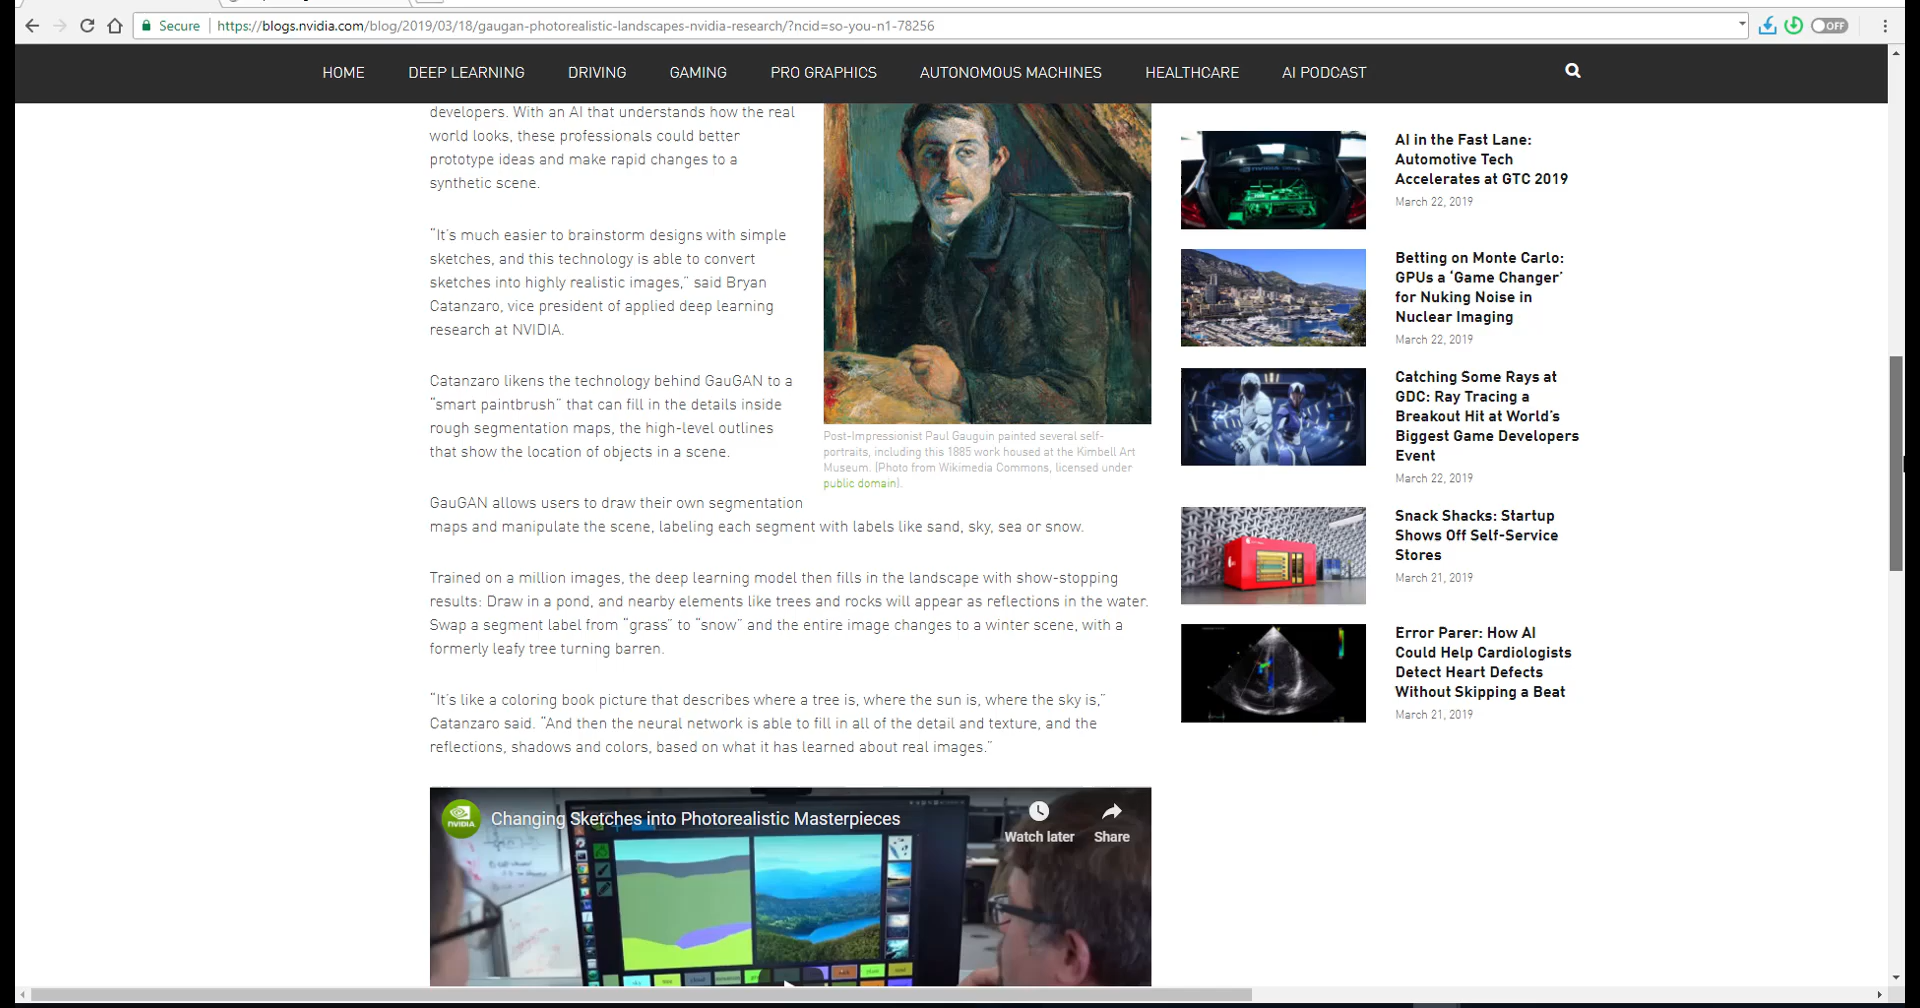 Secure
https://blogs.nvidia.com/blog/2019/03/18/gaugan-photorealistic-landscapes-nvidia-research/?ncid=so-you-n1-78256
OFF
HOME
DEEP LEARNING
DRIVING
GAMING
PRO GRAPHICS
AUTONOMOUS MACHINES
HEALTHCARE
AI PODCAST
developers. With an AI that understands how the real
world looks, these professionals could better
prototype ideas and make rapid changes to a
synthetic scene.
“It’s much easier to brainstorm designs with simple
sketches, and this technology is able to convert
sketches into highly realistic images,” said Bryan
Catanzaro, vice president of applied deep learning
research at NVIDIA.
Catanzaro likens the technology behind GauGAN to a
“smart paintbrush” that can fill in the details inside
rough segmentation maps, the high-level outlines
that show the location of objects in a scene.
Post-Impressionist Paul Gauguin painted several self-
portraits, including this 1885 work housed at the Kimbell Art
Museum. (Photo from Wikimedia Commons, licensed under
public domain).
GauGAN allows users to draw their own segmentation
maps and manipulate the scene, labeling each segment with labels like sand, sky, sea or snow.
Trained on a million images, the deep learning model then fills in the landscape with show-stopping
results: Draw in a pond, and nearby elements like trees and rocks will appear as reflections in the water.
Swap a segment label from “grass” to “snow” and the entire image changes to a winter scene, with a
formerly leafy tree turning barren.
“It’s like a coloring book picture that describes where a tree is, where the sun is, where the sky is,”
Catanzaro said. “And then the neural network is able to fill in all of the detail and texture, and the
reflections, shadows and colors, based on what it has learned about real images.”
NVIDIA
Changing Sketches into Photorealistic Masterpieces
Watch later
Share
AI in the Fast Lane:
Automotive Tech
Accelerates at GTC 2019
March 22, 2019
Betting on Monte Carlo:
GPUs a ‘Game Changer’
for Nuking Noise in
Nuclear Imaging
March 22, 2019
Catching Some Rays at
GDC: Ray Tracing a
Breakout Hit at World’s
Biggest Game Developers
Event
March 22, 2019
Snack Shacks: Startup
Shows Off Self-Service
Stores
March 21, 2019
Error Parer: How AI
Could Help Cardiologists
Detect Heart Defects
Without Skipping a Beat
March 21, 2019